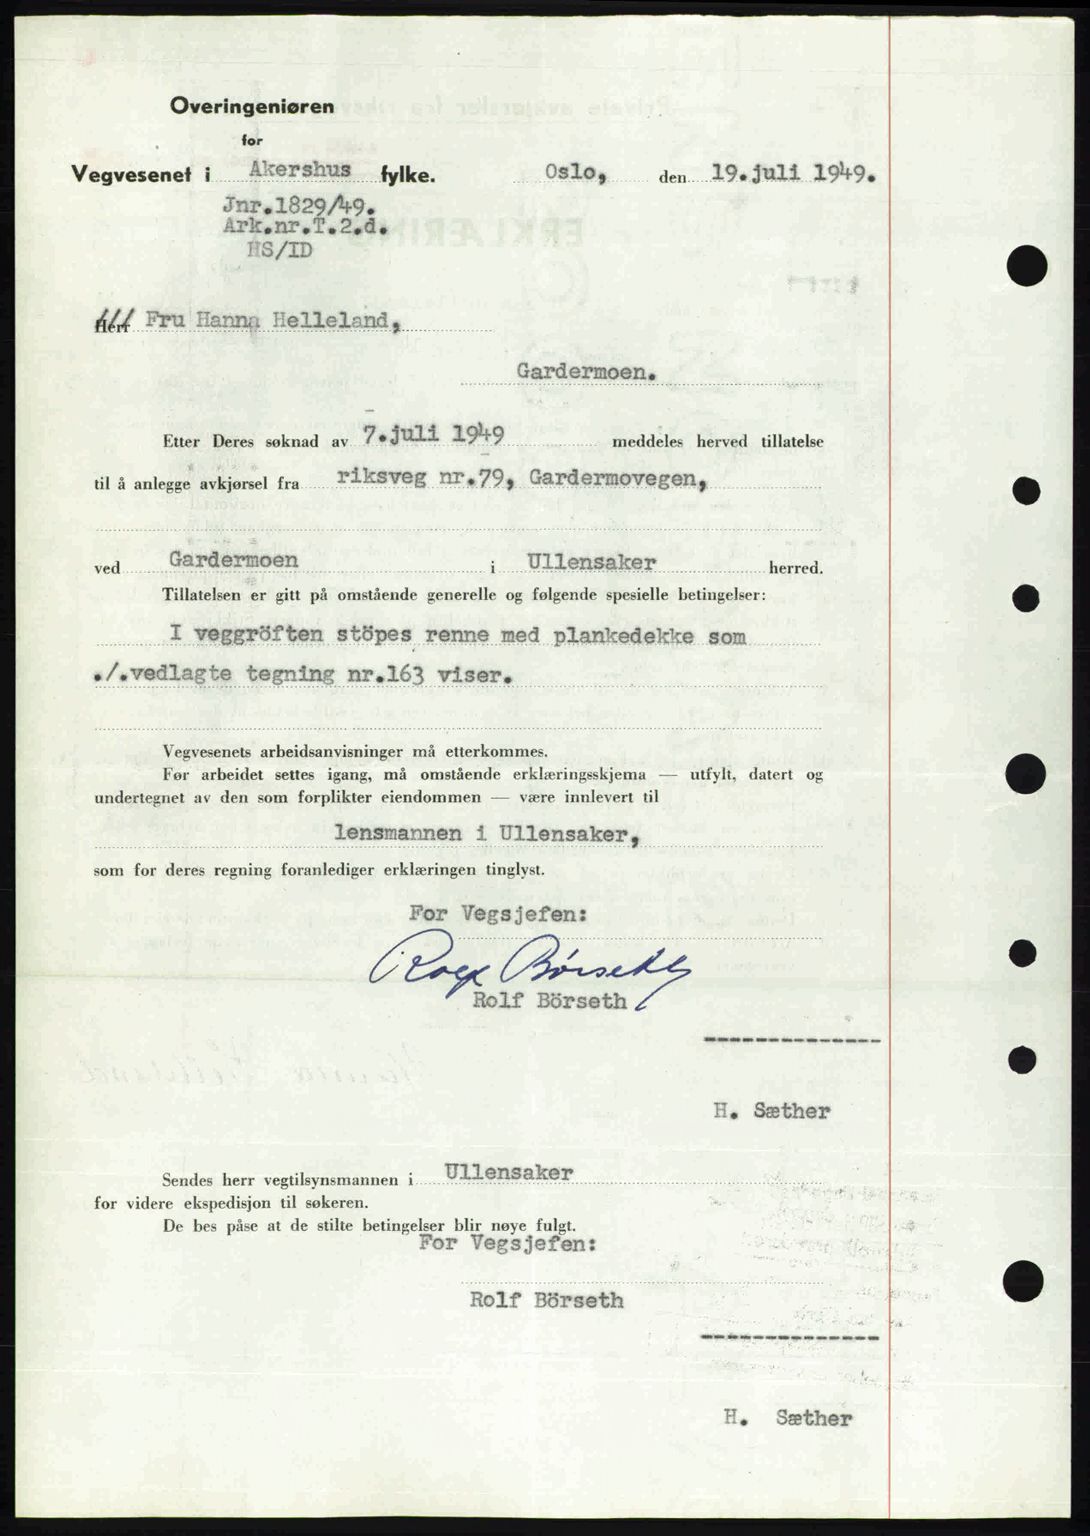 Overingeniøren
for
Vegvesenet i Akershus fylke. Oslo, den 19.juli 1949.
Jnr.1829/49.
Ark.nr.T.2.d.
HS/ID
Herr Fru Hanna Helleland,
Gardermoen.
Etter Deres søknad av 7.juli 1949 meddeles herved tillatelse
til å anlegge avkjørsel fra riksveg nr.79, Gardermovegen,
ved Gardermoen i Ullensaker herred.
Tillatelsen er gitt på omstående generelle og følgende spesielle betingelser:
I veggröften stöpes renne med plankedekke som
./.vedlagte tegning nr.163 viser.
Vegvesenets arbeidsanvisninger må etterkommes.
Før arbeidet settes igang, må omstående erklæringsskjema — utfylt, datert og
undertegnet av den som forplikter eiendommen — være innlevert til
lensmannen i Ullensaker,
som for deres regning foranlediger erklæringen tinglyst.
For Vegsjefen:
Rolf Børseth
Rolf Börseth
H. Sæther
Sendes herr vegtilsynsmannen i Ullensaker
for videre ekspedisjon til søkeren.
De bes påse at de stilte betingelser blir nøye fulgt.
For Vegsjefen:
Rolf Börseth
H. Sæther